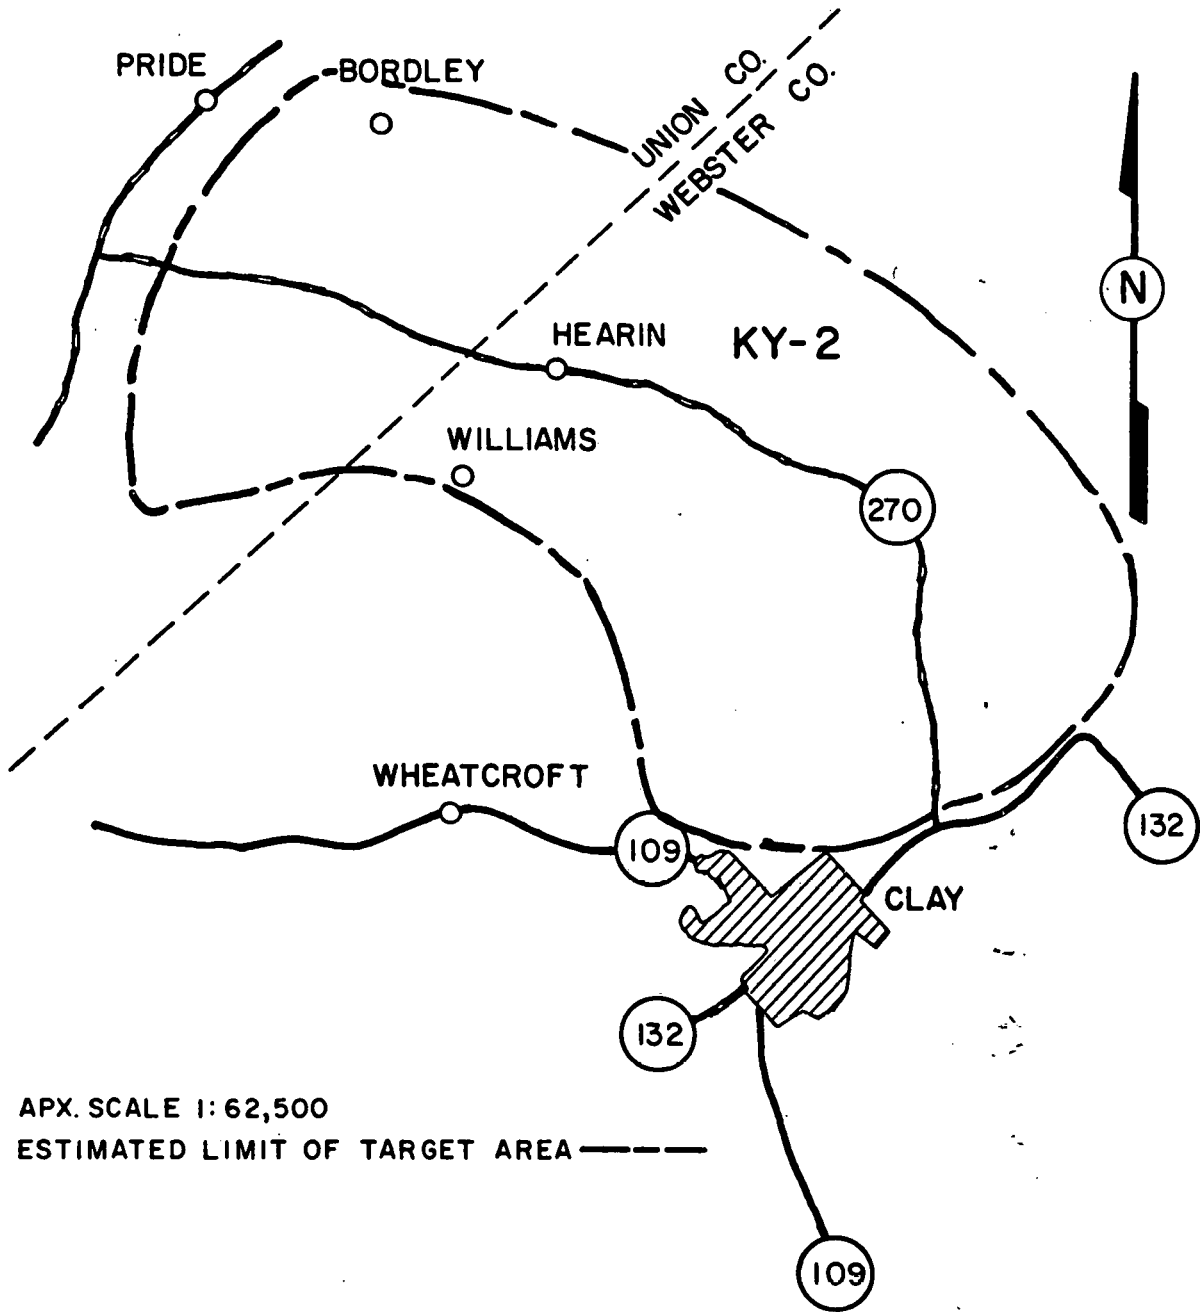 PRIDE
BORDLEY
UNION CO.
WEBSTER CO.
N
HEARIN
KY-2
WILLIAMS
270
WHEATCROFT
132
109
CLAY
132
APX. SCALE 1:62,500
ESTIMATED LIMIT OF TARGET AREA
109